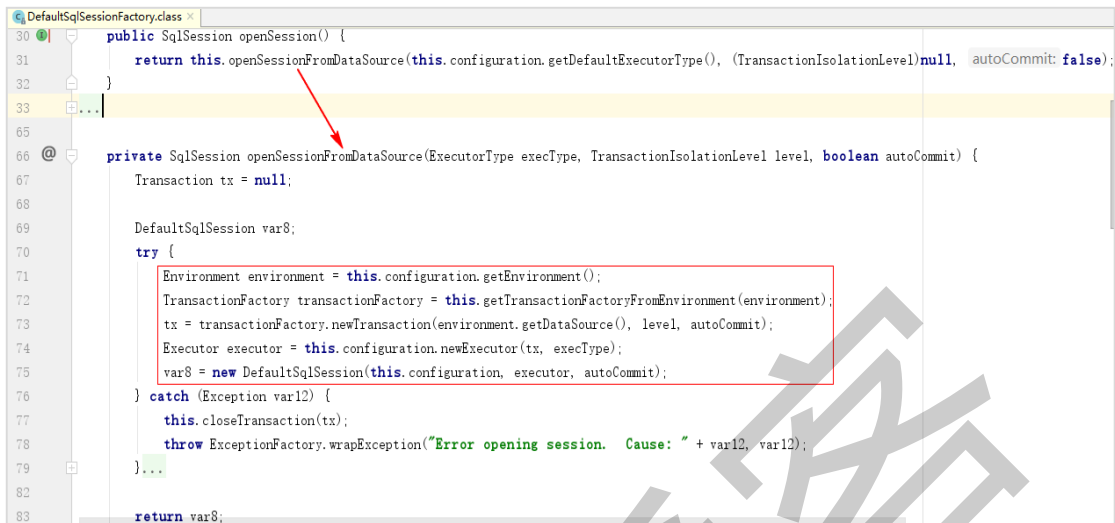 DefaultSqlSessionFactory.class ×
30 public SqlSession openSession() {
31 return this.openSessionFromDataSource(this.configuration.getDefaultExecutorType(), (TransactionIsolationLevel)null, autoCommit: false);
32 }
33 ...
65
66 @ private SqlSession openSessionFromDataSource(ExecutorType execType, TransactionIsolationLevel level, boolean autoCommit) {
67 Transaction tx = null;
68
69 DefaultSqlSession var8;
70 try {
71 Environment environment = this.configuration.getEnvironment();
72 TransactionFactory transactionFactory = this.getTransactionFactoryFromEnvironment(environment);
73 tx = transactionFactory.newTransaction(environment.getDataSource(), level, autoCommit);
74 Executor executor = this.configuration.newExecutor(tx, execType);
75 var8 = new DefaultSqlSession(this.configuration, executor, autoCommit);
76 } catch (Exception var12) {
77 this.closeTransaction(tx);
78 throw ExceptionFactory.wrapException("Error opening session.  Cause: " + var12, var12);
79 }...
82
83 return var8;